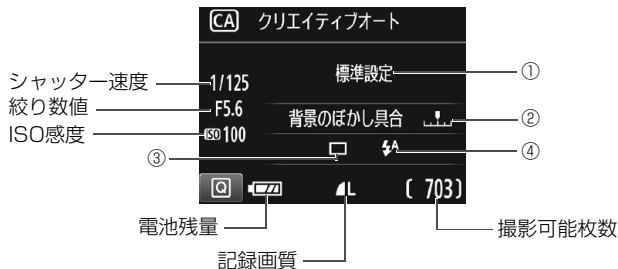 CA クリエイティブオート
シャッター速度
1/125
標準設定
①
絞り数値
F5.6
背景のぼかし具合
②
ISO感度
ISO 100
③
A
④
Q
L
( 703)
電池残量
撮影可能枚数
記録画質